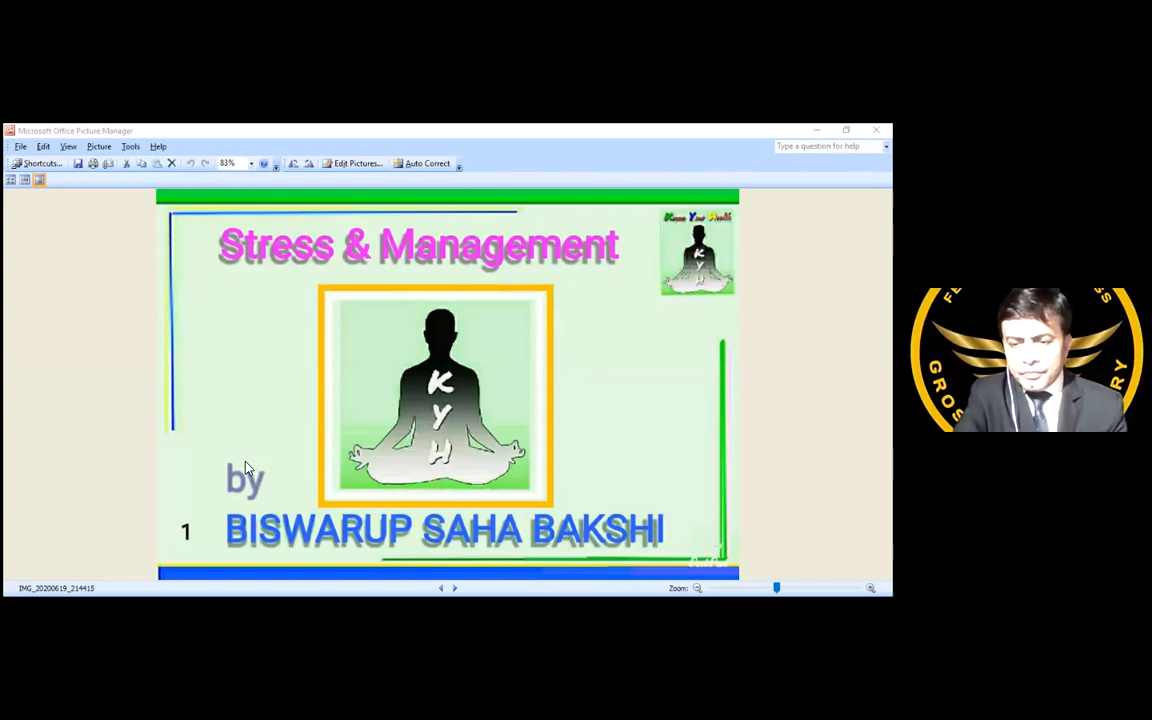 Microsoft Office Picture Manager
File Edit View Picture Tools Help
Type a question for help
Shortcuts... 83% Edit Pictures... Auto Correct
Stress & Management
Know Your Health
K
Y
H
K
Y
H
by
1 BISWARUP SAHA BAKSHI
IMG_20200619_214415
Zoom: